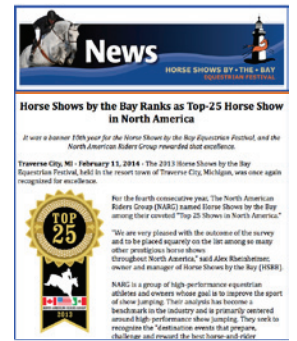 News
HORSE SHOWS BY • THE • BAY
EQUESTRIAN FESTIVAL
Horse Shows by the Bay Ranks as Top-25 Horse Show
in North America
It was a banner 10th year for the Horse Shows by the Bay Equestrian Festival, and the
North American Riders Group rewarded that excellence.
Traverse City, MI - February 11, 2014 - The 2013 Horse Shows by the Bay
Equestrian Festival, held in the resort town of Traverse City, Michigan, was once again
recognized for excellence.
TOP
25
2013
For the fourth consecutive year, The North American
Riders Group (NARG) named Horse Shows by the Bay
among their coveted "Top 25 Shows in North America."
"We are very pleased with the outcome of the survey
and to be placed squarely on the list among so many
other prestigious horse shows
throughout North America," said Alex Rheinheimer,
owner and manager of Horse Shows by the Bay (HSBB).
NARG is a group of high-performance equestrian
athletes and owners whose goal is to improve the sport
of show jumping. Their analysis has become a
benchmark in the industry and is primarily centered
around high-performance show jumping. They seek to
recognize the "destination events that prepare,
challenge and reward the best horse-and-rider